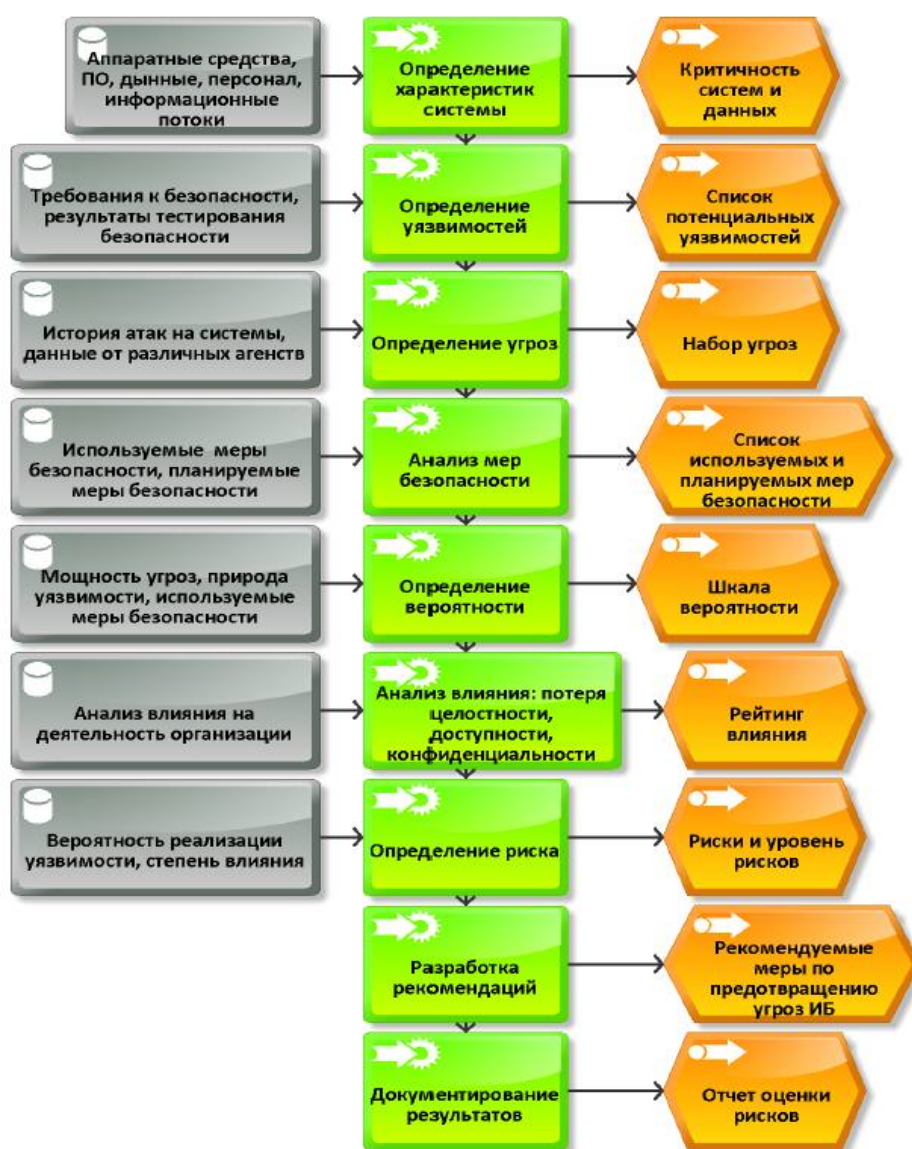 Аппаратные средства,
ПО, дынные, персонал,
информационные
потоки
Определение
характеристик
системы
Критичность
систем и
данных
Требования к безопасности,
результаты тестирования
безопасности
Определение
уязвимостей
Список
потенциальных
уязвимостей
История атак на системы,
данные от различных агенств
Определение угроз
Набор угроз
Используемые меры
безопасности, планируемые
меры безопасности
Анализ мер
безопасности
Список
используемых и
планируемых мер
безопасности
Мощность угроз, природа
уязвимости, используемые
меры безопасности
Определение
вероятности
Шкала
вероятности
Анализ влияния на
деятельность организации
Анализ влияния: потеря
целостности,
доступности,
конфиденциальности
Рейтинг
влияния
Вероятность реализации
уязвимости, степень влияния
Определение риска
Риски и уровень
рисков
Разработка
рекомендаций
Рекомендуемые
меры по
предотвращению
угроз ИБ
Документирование
результатов
Отчет оценки
рисков